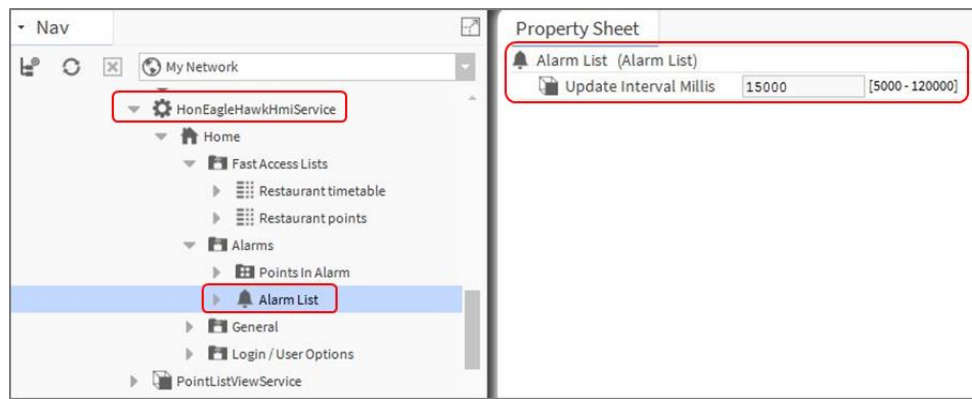 Nav
My Network
HonEagleHawkHmiService
Home
Fast Access Lists
Restaurant timetable
Restaurant points
Alarms
Points In Alarm
Alarm List
General
Login / User Options
PointListViewService
Property Sheet
Alarm List (Alarm List)
Update Interval Millis 15000 [5000 - 120000]